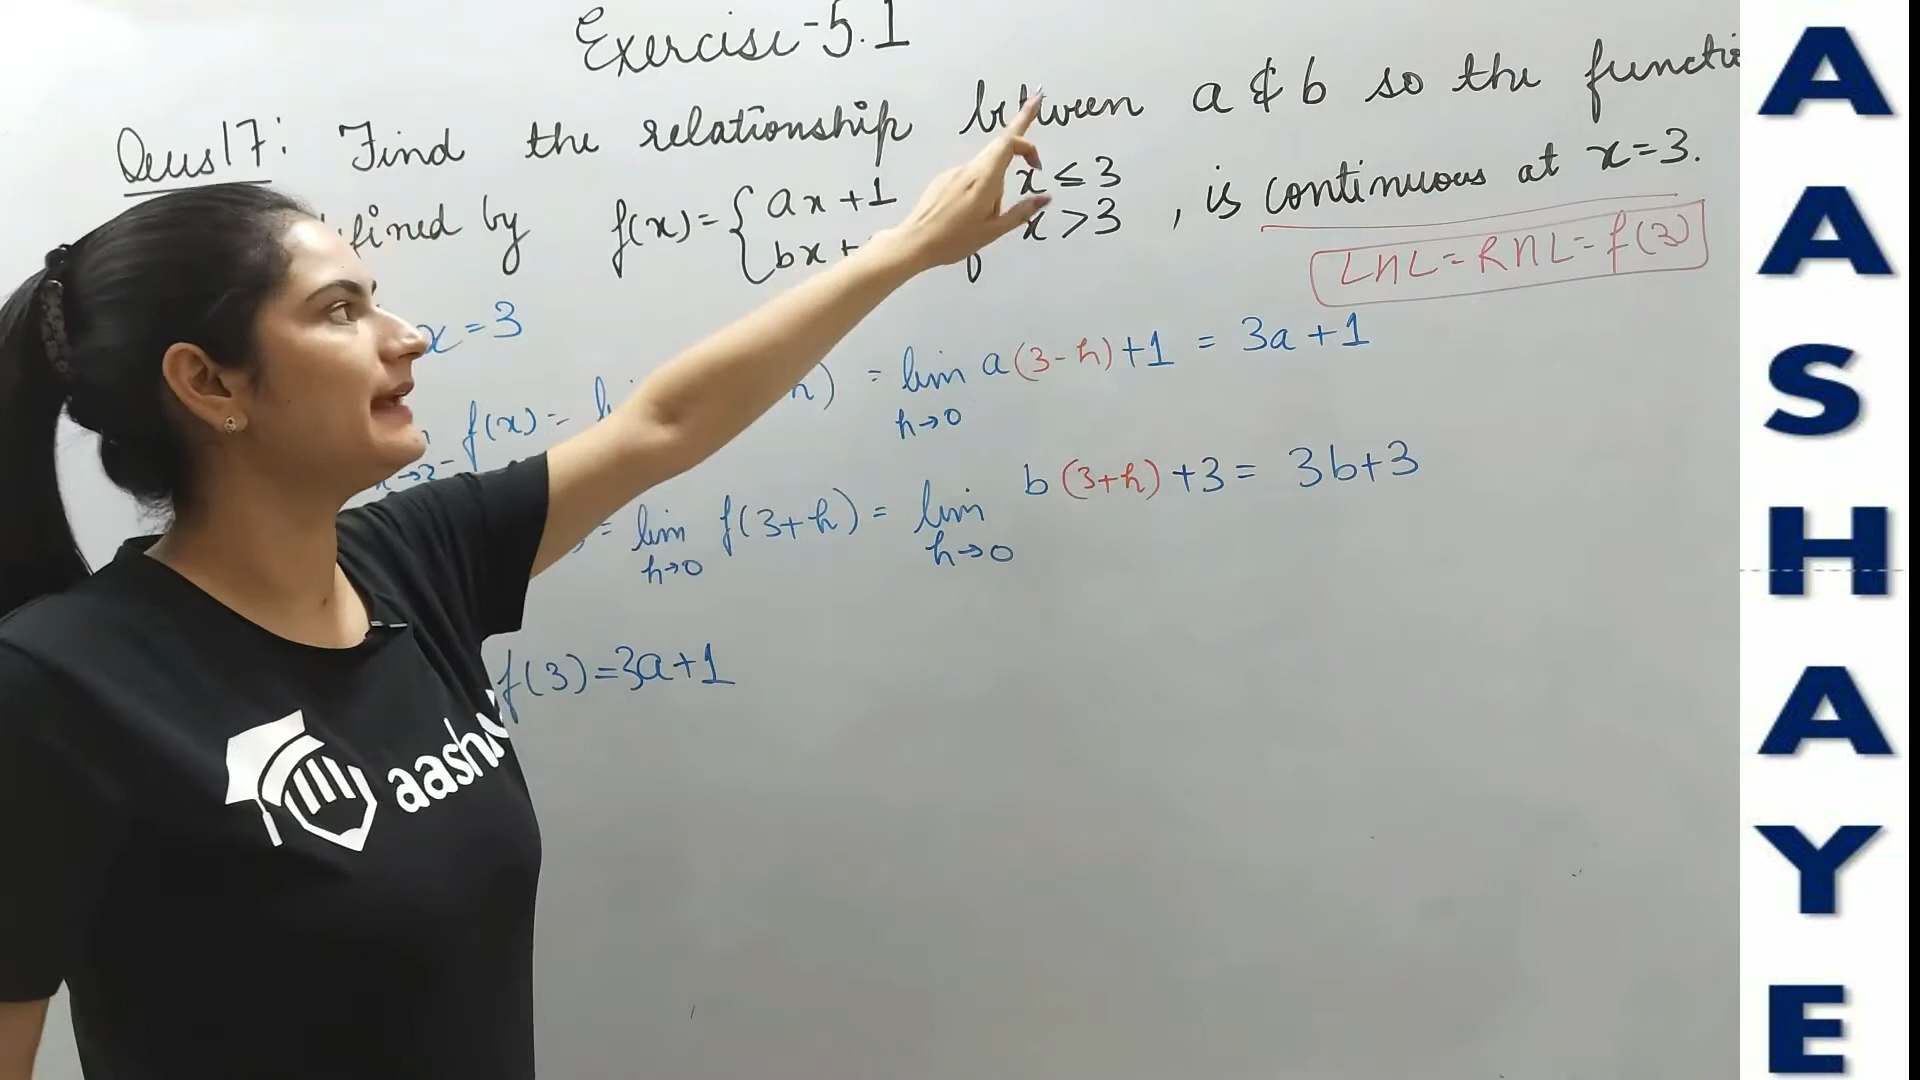 Exercise-5.1
Ques17: Find the relationship between a & b so the functio
fined by f(x)= { ax+1 x≤3
bx+ x>3 , is continuous at x=3.
LHL=RHL=f(3)
x=3
f(x)= h) = lim h→0 a(3-h)+1 = 3a+1
= lim h→0 f(3+h) = lim h→0 b(3+h)+3 = 3b+3
f(3)=3a+1
aash
AASHAYE